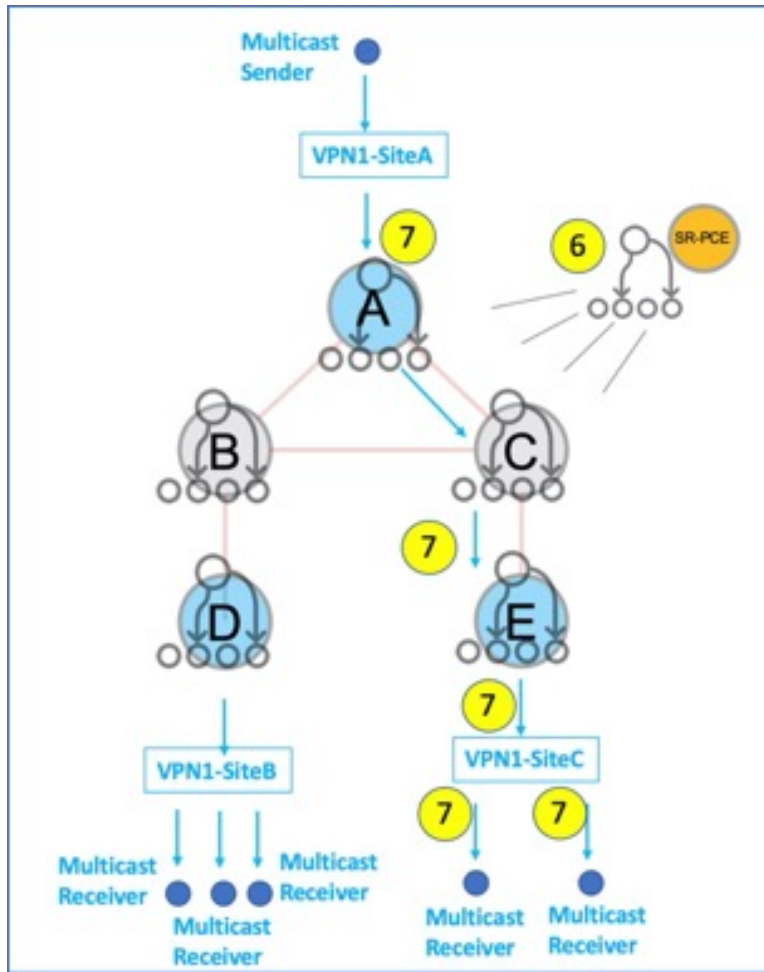 Multicast
Sender
VPN1-SiteA
7
6
SR-PCE
A
B
C
7
D
E
7
VPN1-SiteB
VPN1-SiteC
7
7
Multicast
Receiver
Multicast
Receiver
Multicast
Receiver
Multicast
Receiver
Multicast
Receiver